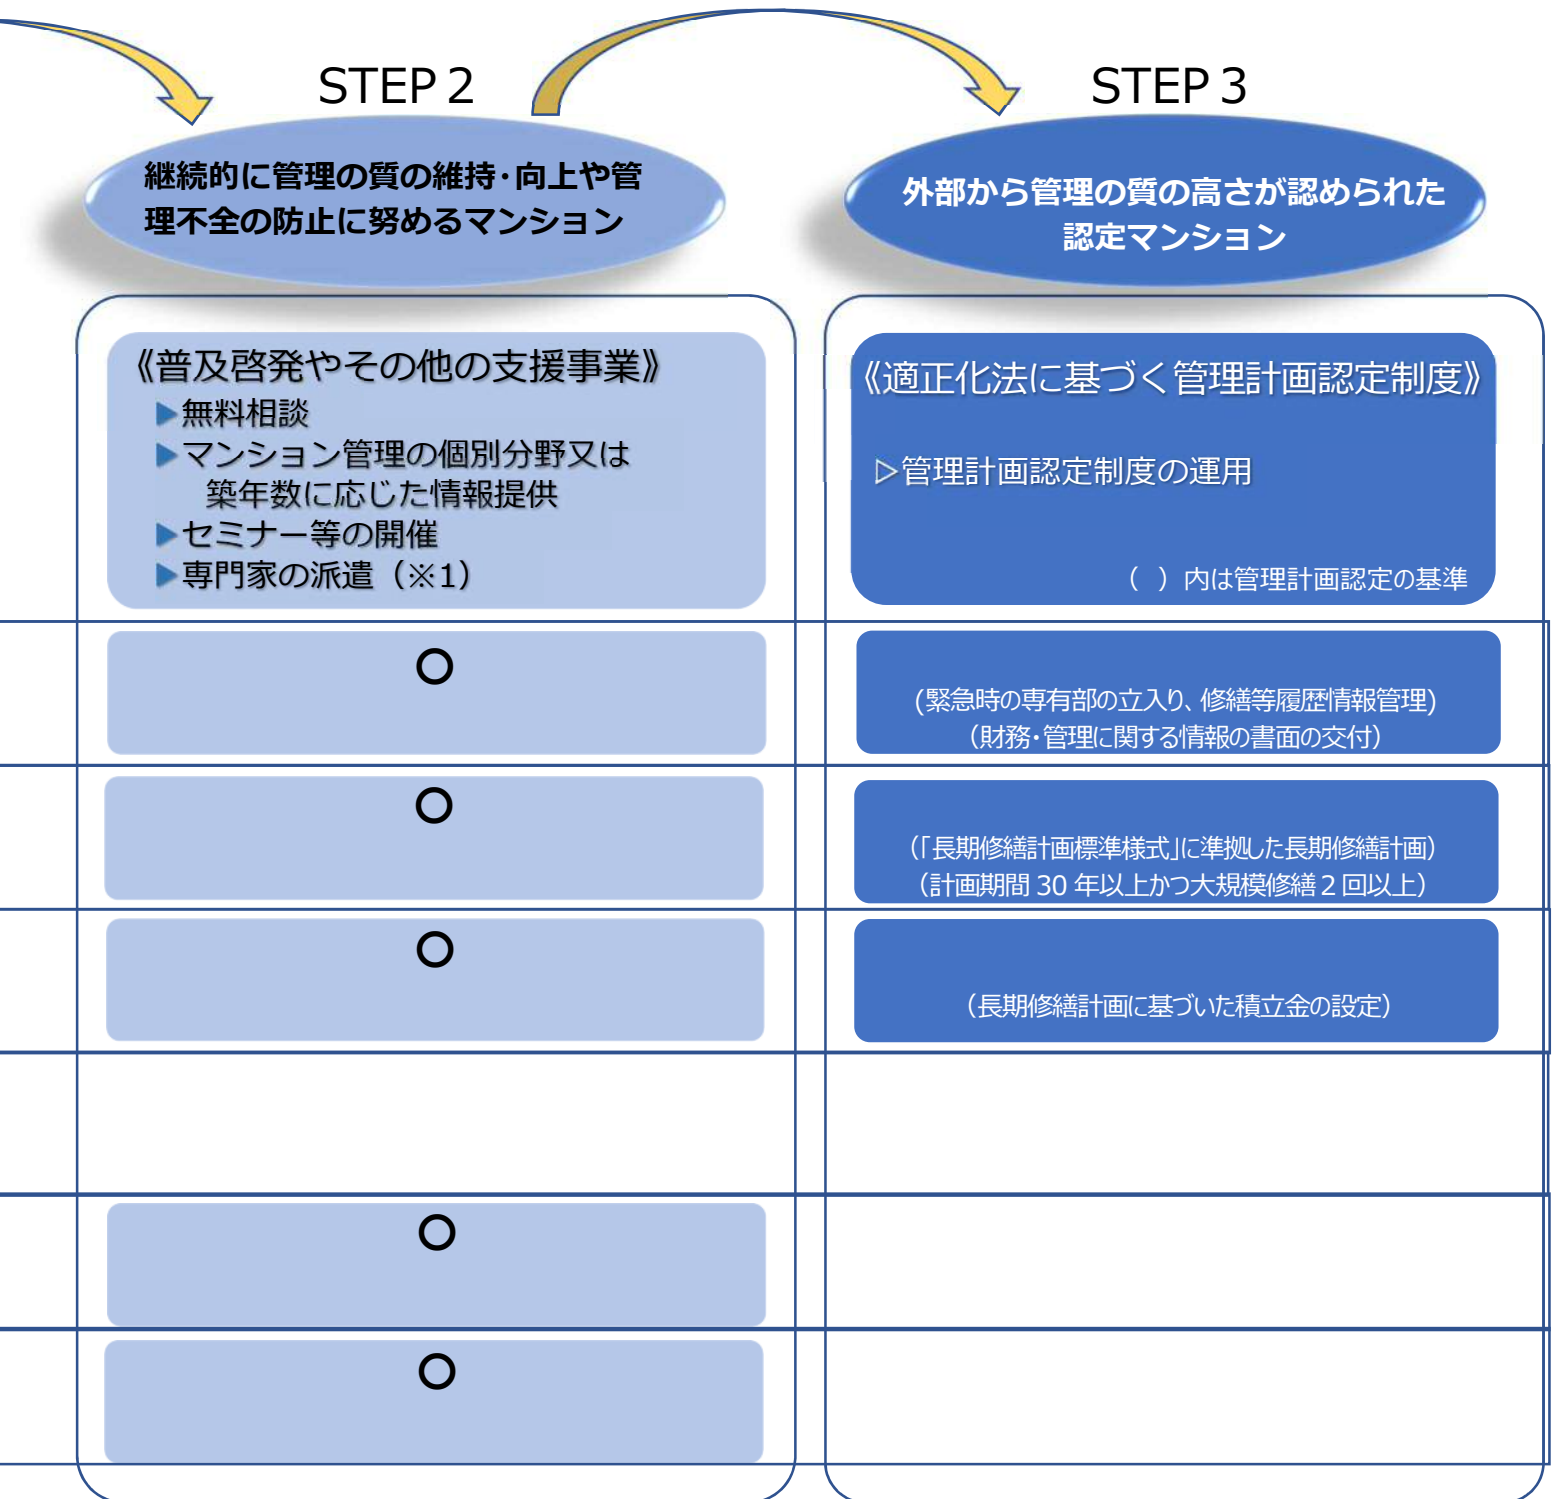 STEP 2
継続的に管理の質の維持・向上や管
理不全の防止に努めるマンション
《普及啓発やその他の支援事業》
▶無料相談
▶マンション管理の個別分野又は
築年数に応じた情報提供
▶セミナー等の開催
▶専門家の派遣（※1）
〇
〇
〇
〇
〇
STEP 3
外部から管理の質の高さが認められた
認定マンション
《適正化法に基づく管理計画認定制度》
▷管理計画認定制度の運用
（ ）内は管理計画認定の基準
(緊急時の専有部の立入り、修繕等履歴情報管理)
（財務・管理に関する情報の書面の交付）
（「長期修繕計画標準様式」に準拠した長期修繕計画）
（計画期間 30 年以上かつ大規模修繕 2 回以上）
（長期修繕計画に基づいた積立金の設定）